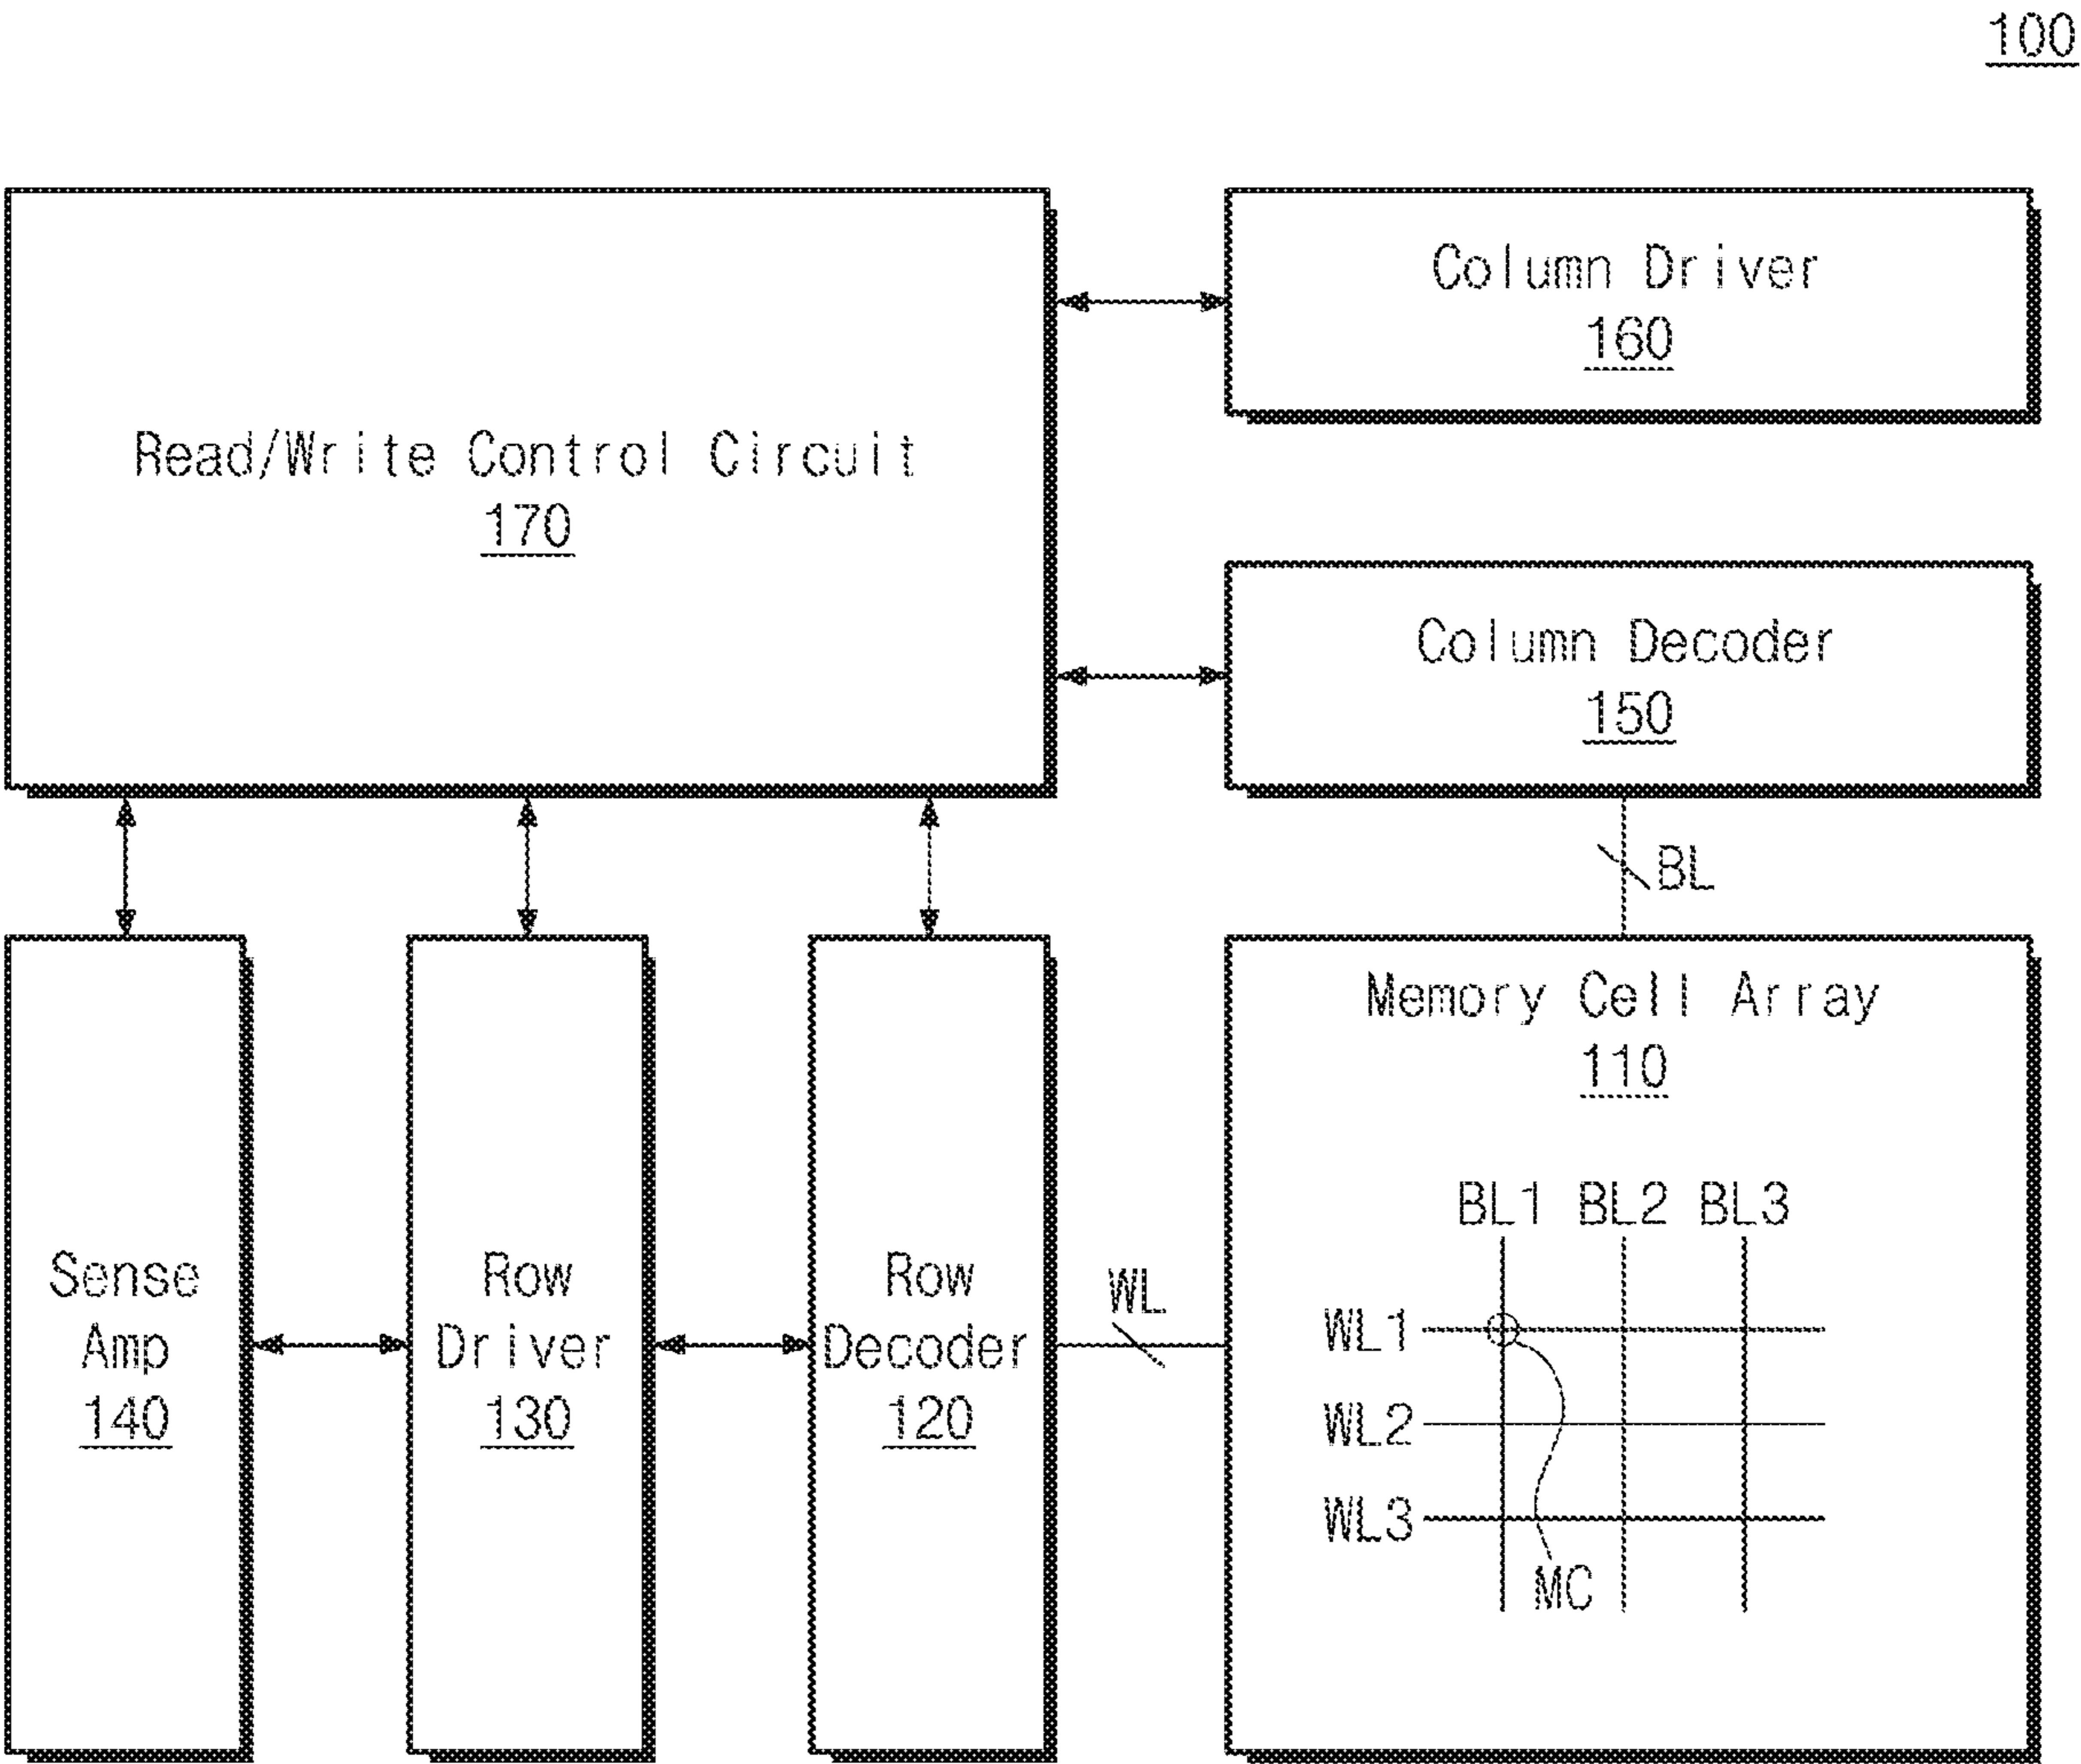 100
Read/Write Control Circuit
170
Column Driver
160
Column Decoder
150
BL
Sense
Amp
140
Row
Driver
130
Row
Decoder
120
WL
Memory Cell Array
110
BL1 BL2 BL3
WL1
WL2
WL3
MC